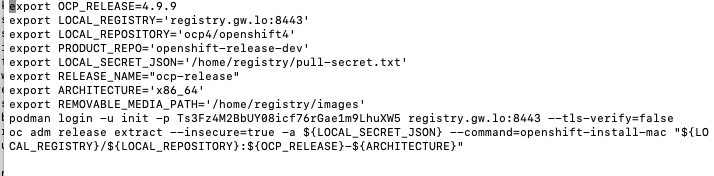 export OCP_RELEASE=4.9.9
export LOCAL_REGISTRY='registry.gw.lo:8443'
export LOCAL_REPOSITORY='ocp4/openshift4'
export PRODUCT_REPO='openshift-release-dev'
export LOCAL_SECRET_JSON='/home/registry/pull-secret.txt'
export RELEASE_NAME="ocp-release"
export ARCHITECTURE='x86_64'
export REMOVABLE_MEDIA_PATH='/home/registry/images'
podman login -u init -p Ts3Fz4M2BbUY08icf76rGae1m9LhuXW5 registry.gw.lo:8443 --tls-verify=false
oc adm release extract --insecure=true -a ${LOCAL_SECRET_JSON} --command=openshift-install-mac "${LO
CAL_REGISTRY}/${LOCAL_REPOSITORY}:${OCP_RELEASE}-${ARCHITECTURE}"